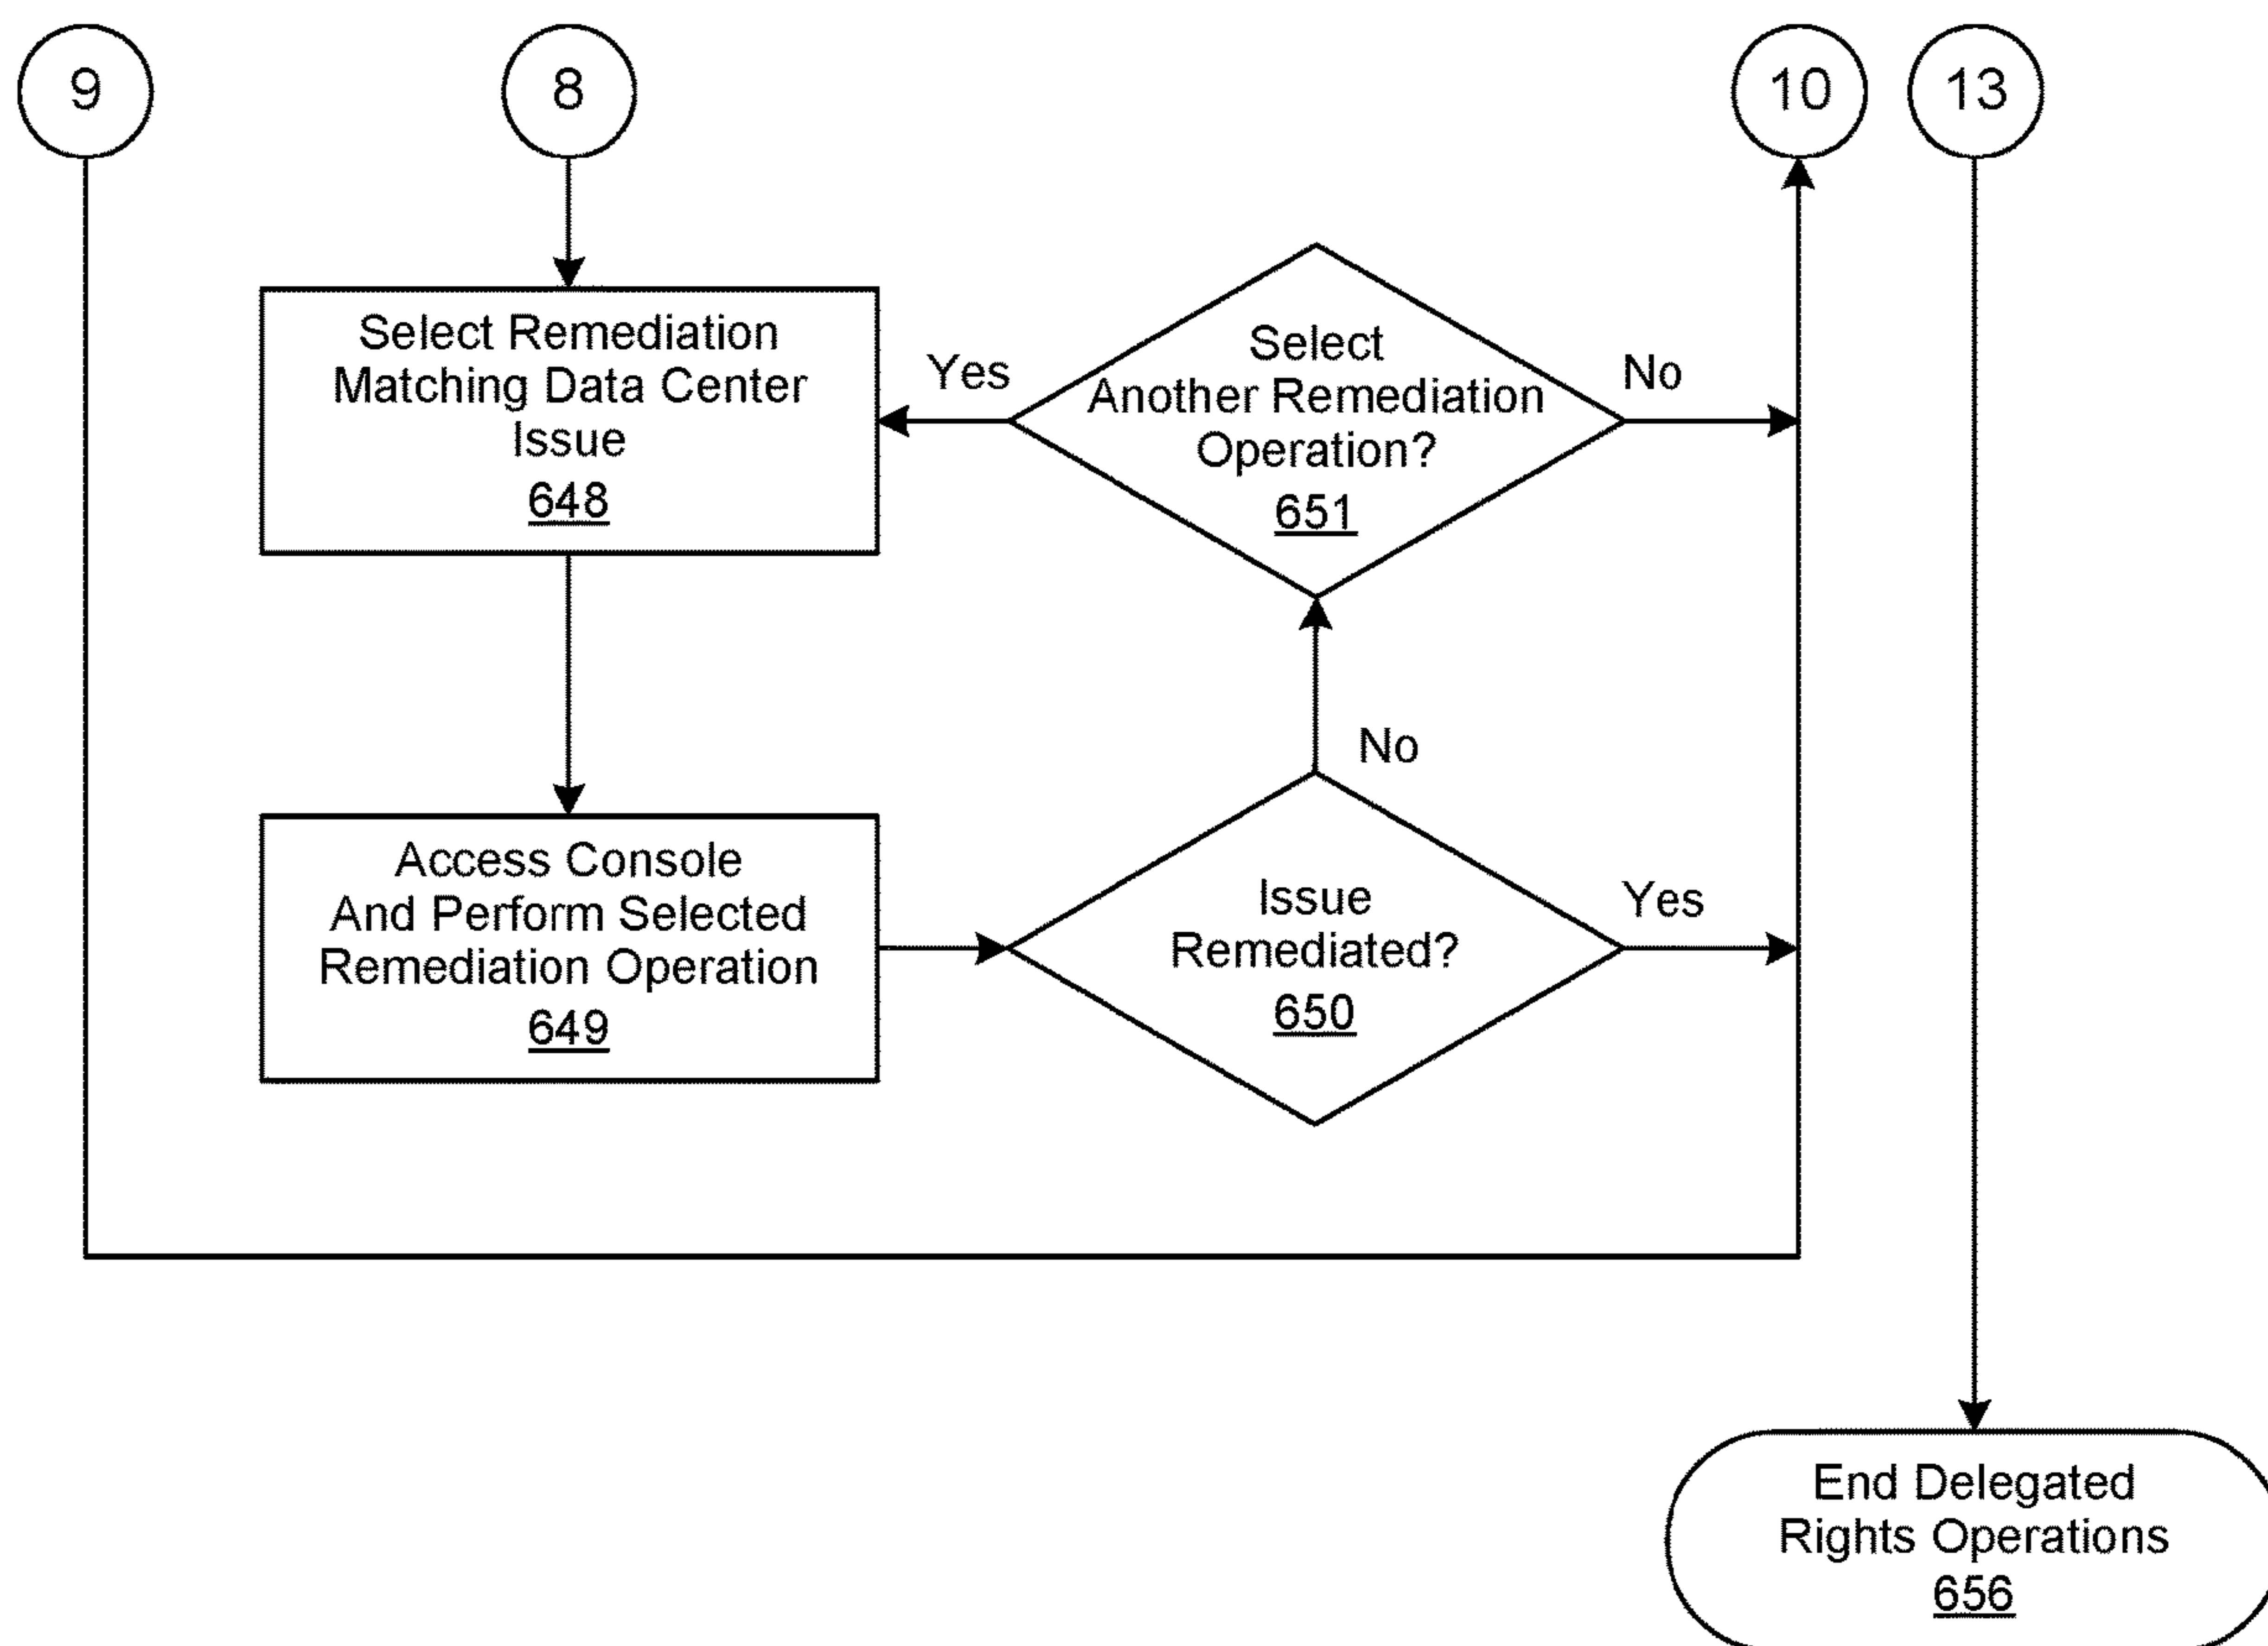 9
8
10
13
Select Remediation
Matching Data Center
Issue
648
Yes
Select
Another Remediation
Operation?
651
No
No
Access Console
And Perform Selected
Remediation Operation
649
Issue
Remediated?
650
Yes
End Delegated
Rights Operations
656